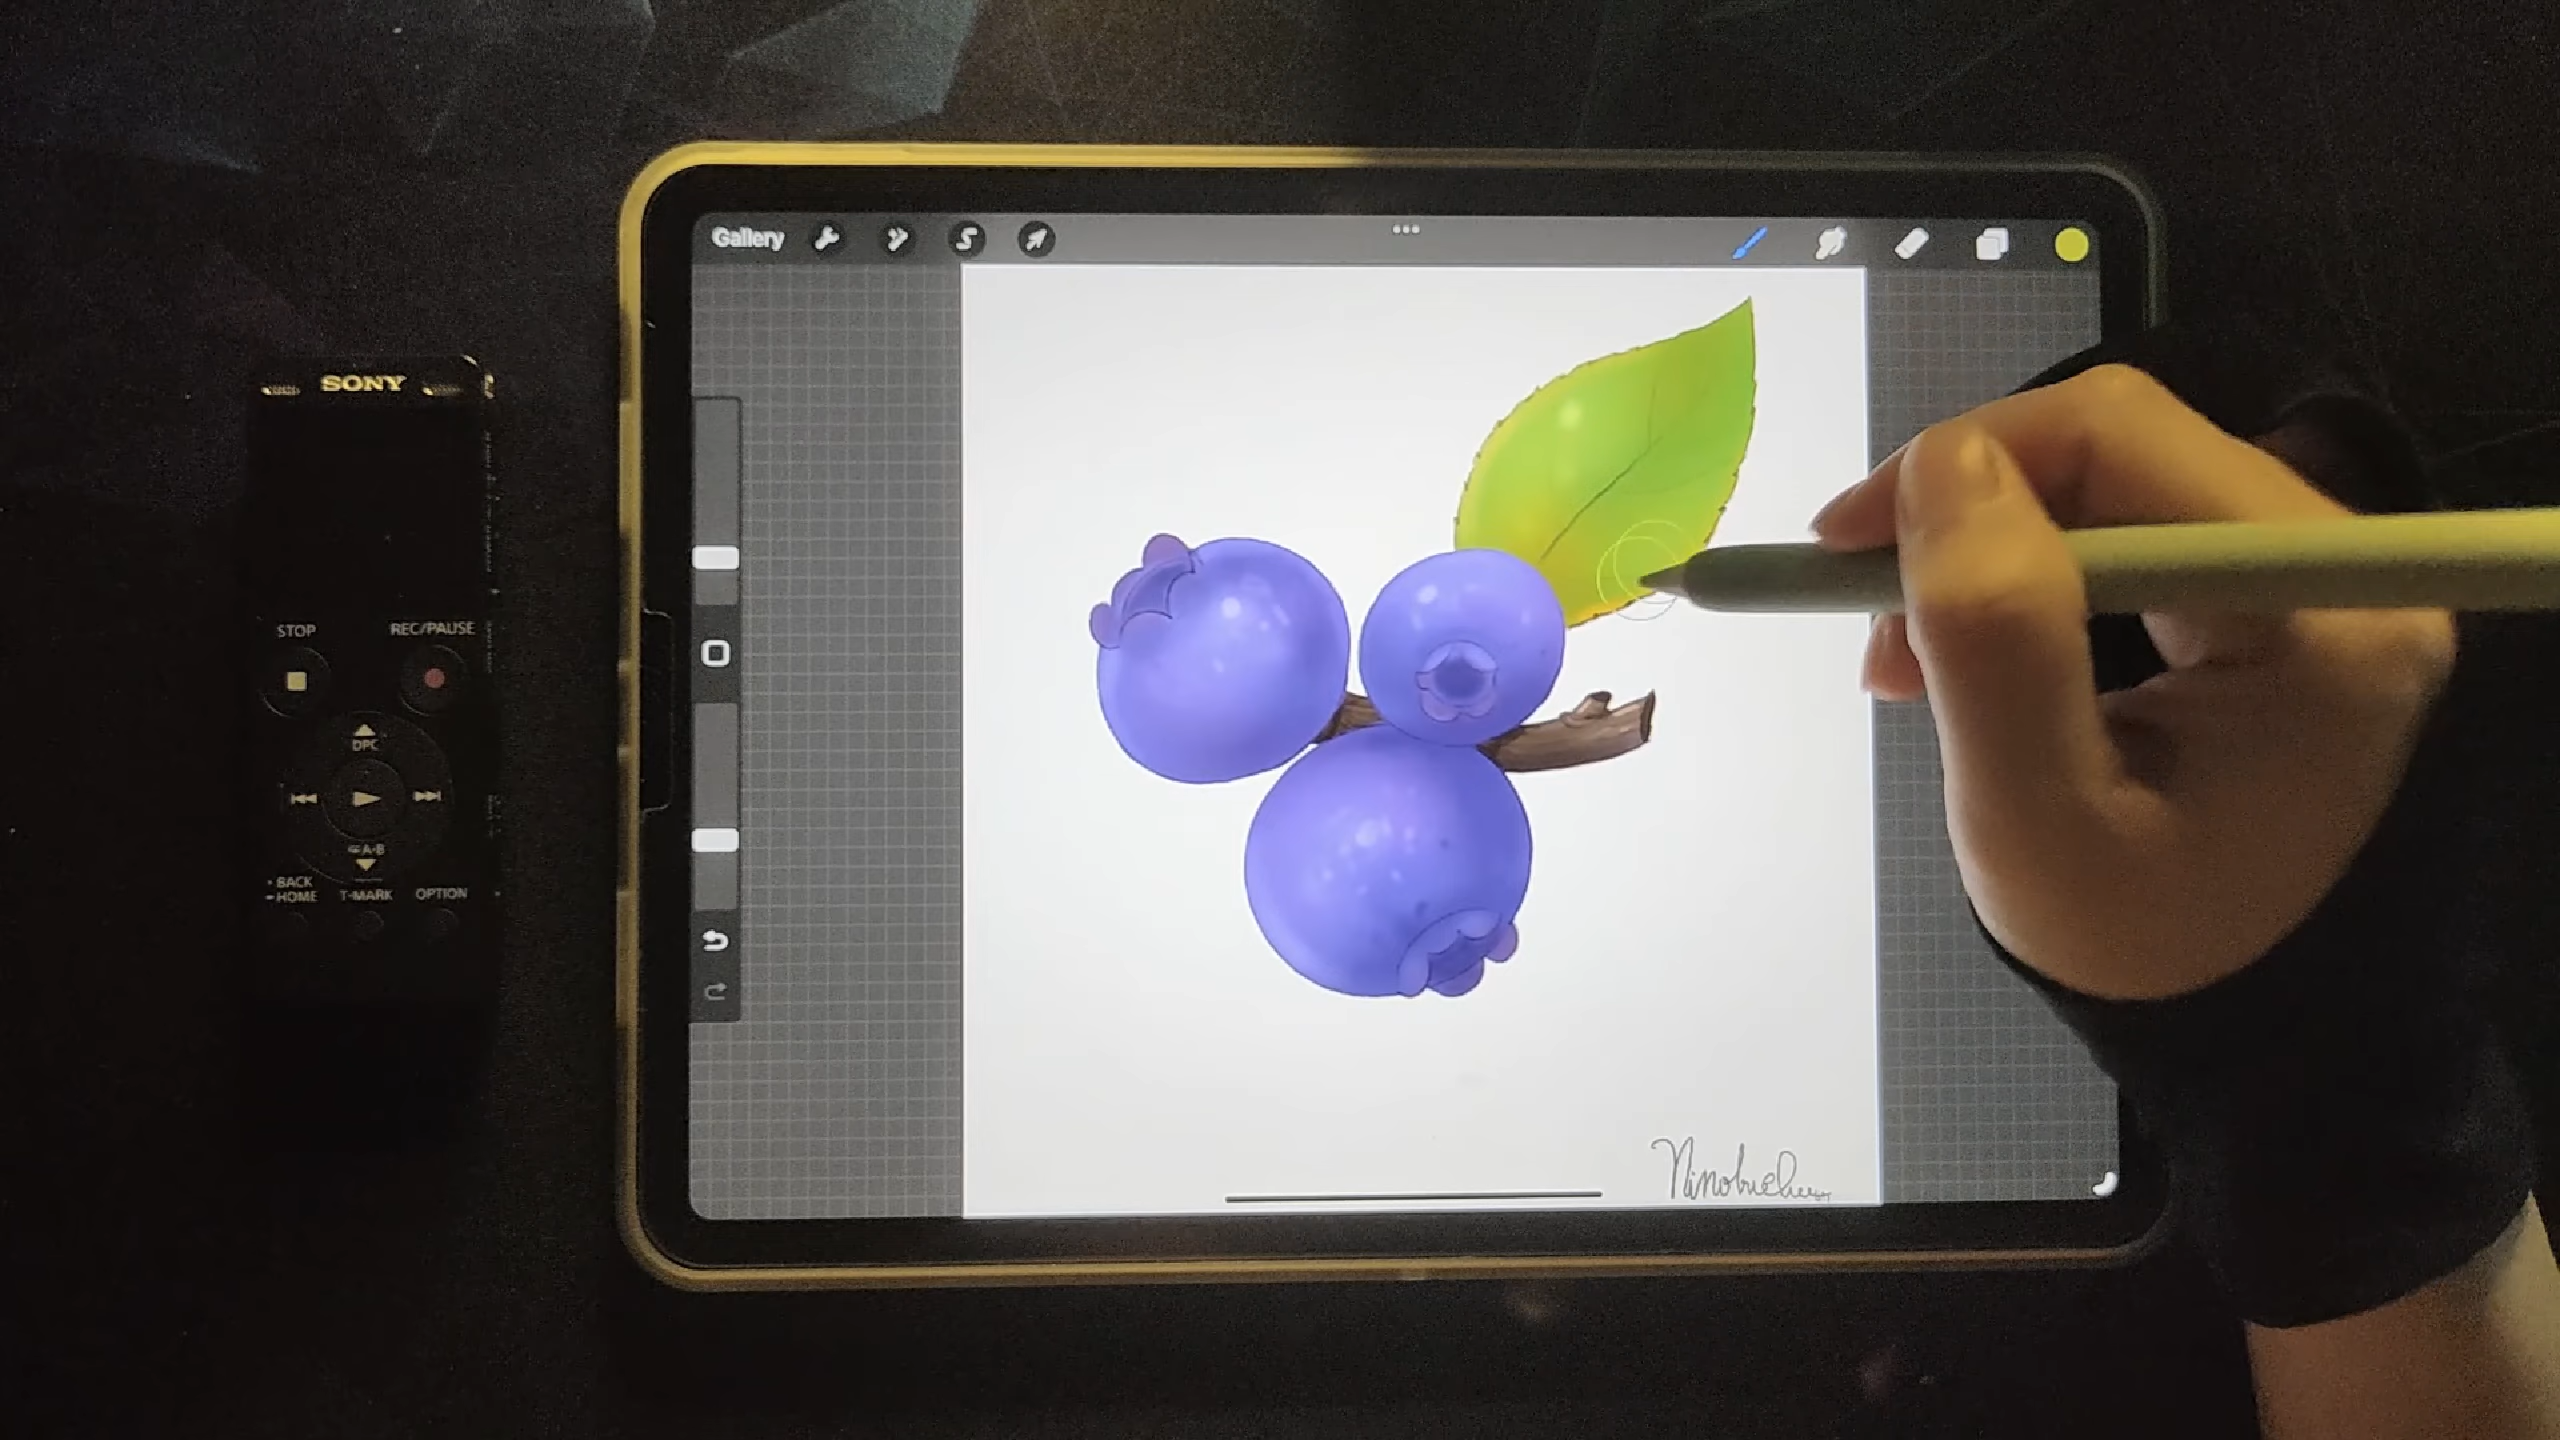 SONY
STOP REC/PAUSE
DPC
A-B
BACK
HOME T-MARK OPTION
Gallery